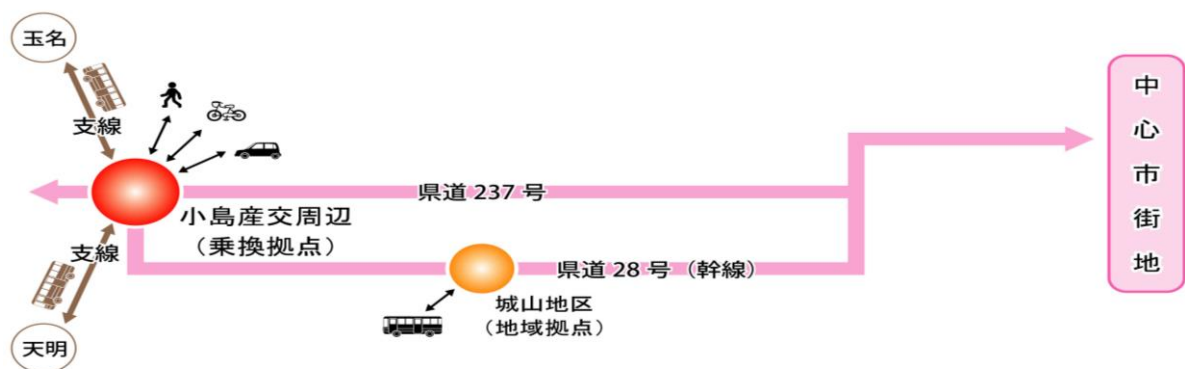 玉名
支線
県道 237 号
小島産交周辺
（乗換拠点）
支線
県道 28 号（幹線）
城山地区
（地域拠点）
天明
中心市街地